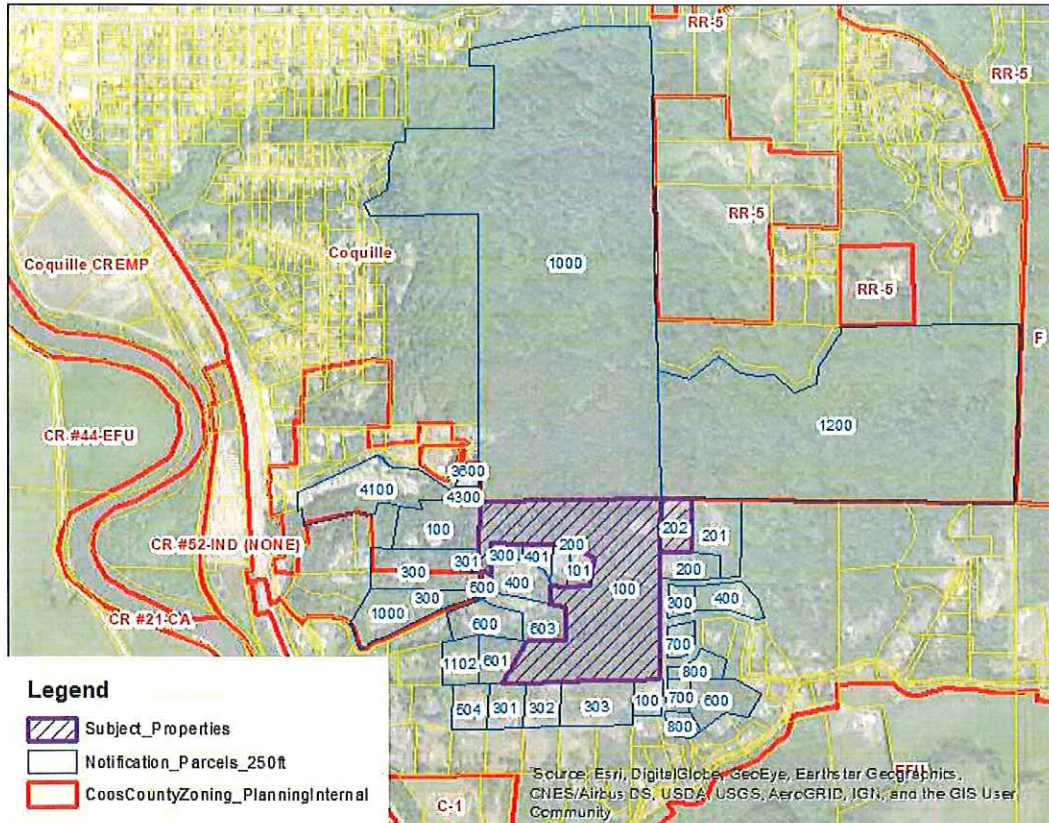 RR-5
RR-5
RR-5
Coquille
Coquille CREMP
1000
RR-5
F
CR #44-EFU
1200
3600
4100
4300
100
202
201
CR #52-IND (NONE)
301
300
401
200
101
200
300
500
400
100
300
400
1000
300
CR #21-CA
600
603
700
1102
601
800
504
301
302
303
100
700
600
800
Legend
Subject_Properties
Notification_Parcels_250ft
CoosCountyZoning_PlanningInternal
EFU
C-1
Source: Esri, DigitalGlobe, GeoEye, Earthstar Geographics,
CNES/Airbus DS, USDA, USGS, AeroGRID, IGN, and the GIS User
Community